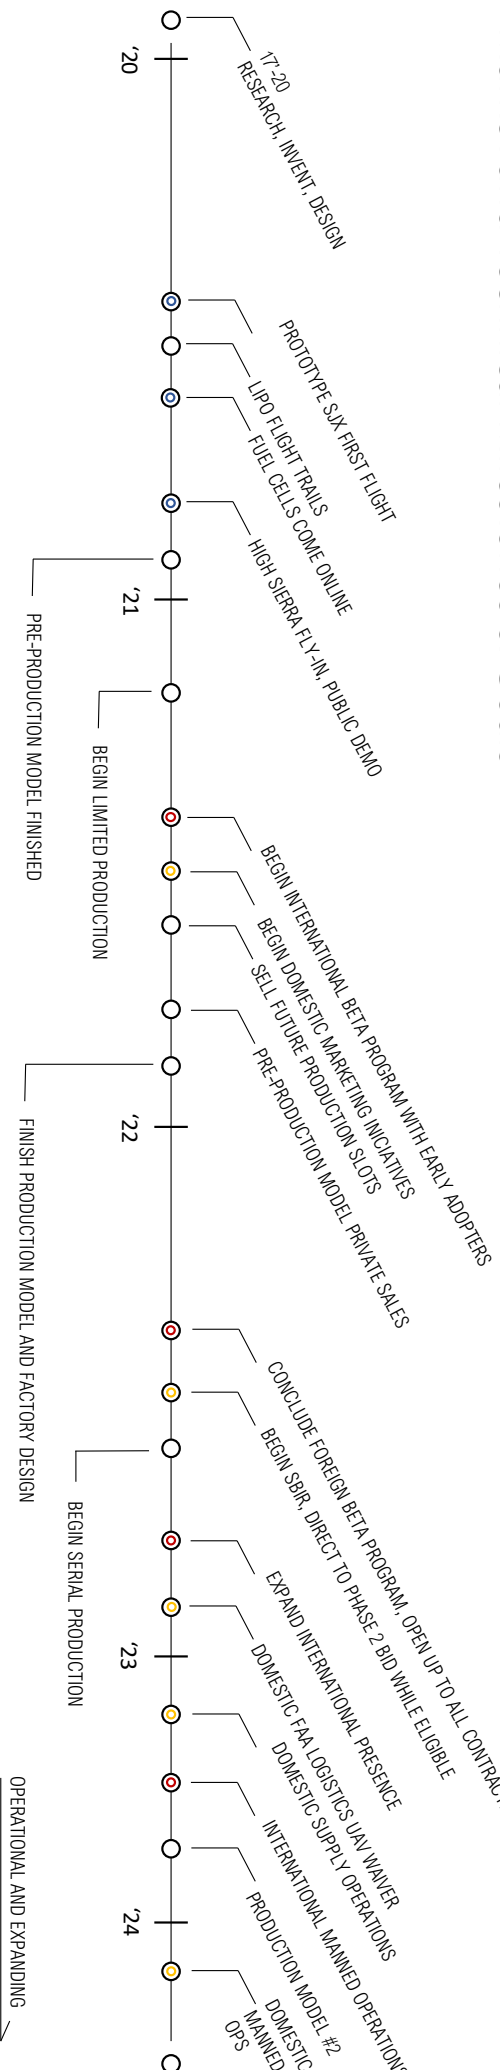 17'-20
RESEARCH, INVENT, DESIGN
'20
PROTOTYPE SJX FIRST FLIGHT
LIPO FLIGHT TRAILS
FUEL CELLS COME ONLINE
HIGH SIERRA FLY-IN, PUBLIC DEMO
PRE-PRODUCTION MODEL FINISHED
'21
BEGIN LIMITED PRODUCTION
BEGIN INTERNATIONAL BETA PROGRAM WITH EARLY ADOPTERS
BEGIN DOMESTIC MARKETING INICIATIVES
SELL FUTURE PRODUCTION SLOTS
PRE-PRODUCTION MODEL PRIVATE SALES
FINISH PRODUCTION MODEL AND FACTORY DESIGN
'22
CONCLUDE FOREIGN BETA PROGRAM, OPEN UP TO ALL CONTRAC
BEGIN SBIR, DIRECT TO PHASE 2 BID WHILE ELIGIBLE
BEGIN SERIAL PRODUCTION
EXPAND INTERNATIONAL PRESENCE
DOMESTIC FAA LOGISTICS UAV WAIVER
'23
DOMESTIC SUPPLY OPERATIONS
INTERNATIONAL MANNED OPERATIONS
PRODUCTION MODEL #2
'24
DOMESTIC
MANNED
OPS
OPERATIONAL AND EXPANDING